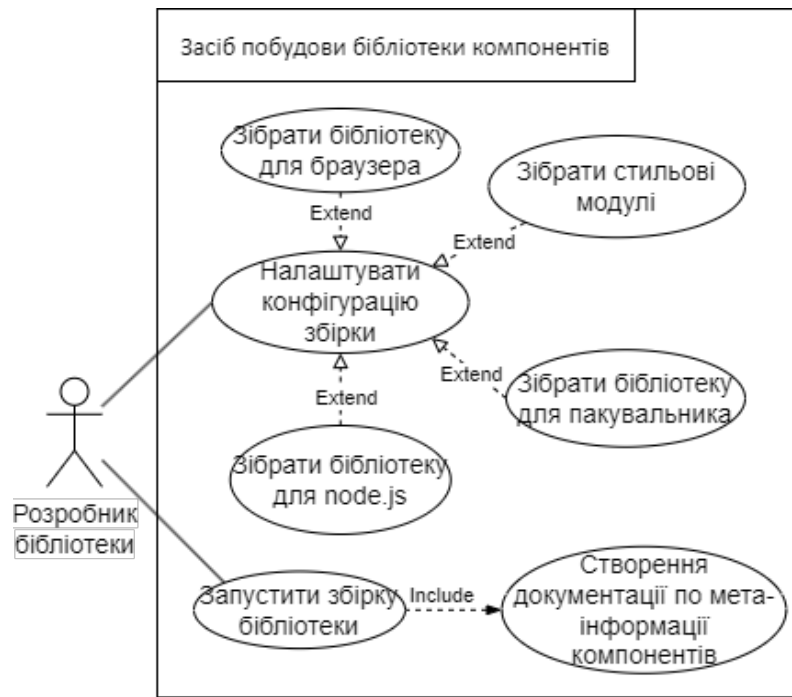 Засіб побудови бібліотеки компонентів
Зібрати бібліотеку
для браузера
Зібрати стильові
модулі
Extend
Extend
Налаштувати
конфігурацію
збірки
Extend
Зібрати бібліотеку
для пакувальника
Extend
Зібрати бібліотеку
для node.js
Розробник
бібліотеки
Запустити збірку
бібліотеки
Include
Створення
документації по мета-
інформації
компонентів